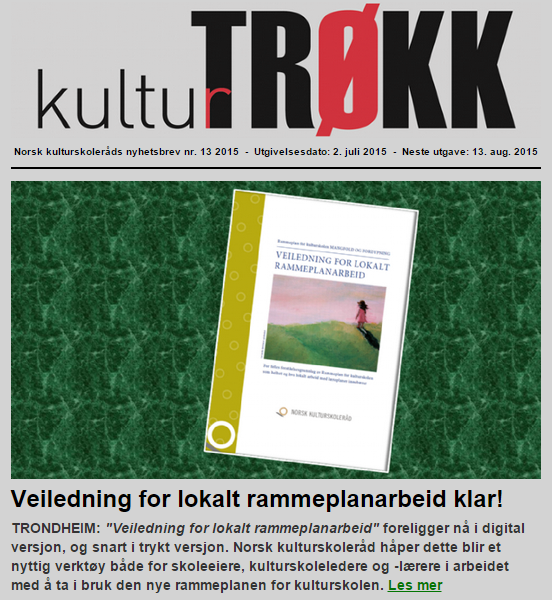 kulturTRØKK
Norsk kulturskoleråds nyhetsbrev nr. 13 2015 - Utgivelsesdato: 2. juli 2015 - Neste utgave: 13. aug. 2015
VEILEDNING FOR LOKALT
RAMMEPLANARBEID
NORSK KULTURSKOLERÅD
Veiledning for lokalt rammeplanarbeid klar!
TRONDHEIM: "Veiledning for lokalt rammeplanarbeid" foreligger nå i digital
versjon, og snart i trykt versjon. Norsk kulturskoleråd håper dette blir et
nyttig verktøy både for skoleeiere, kulturskoleledere og -lærere i arbeidet
med å ta i bruk den nye rammeplanen for kulturskolen. Les mer